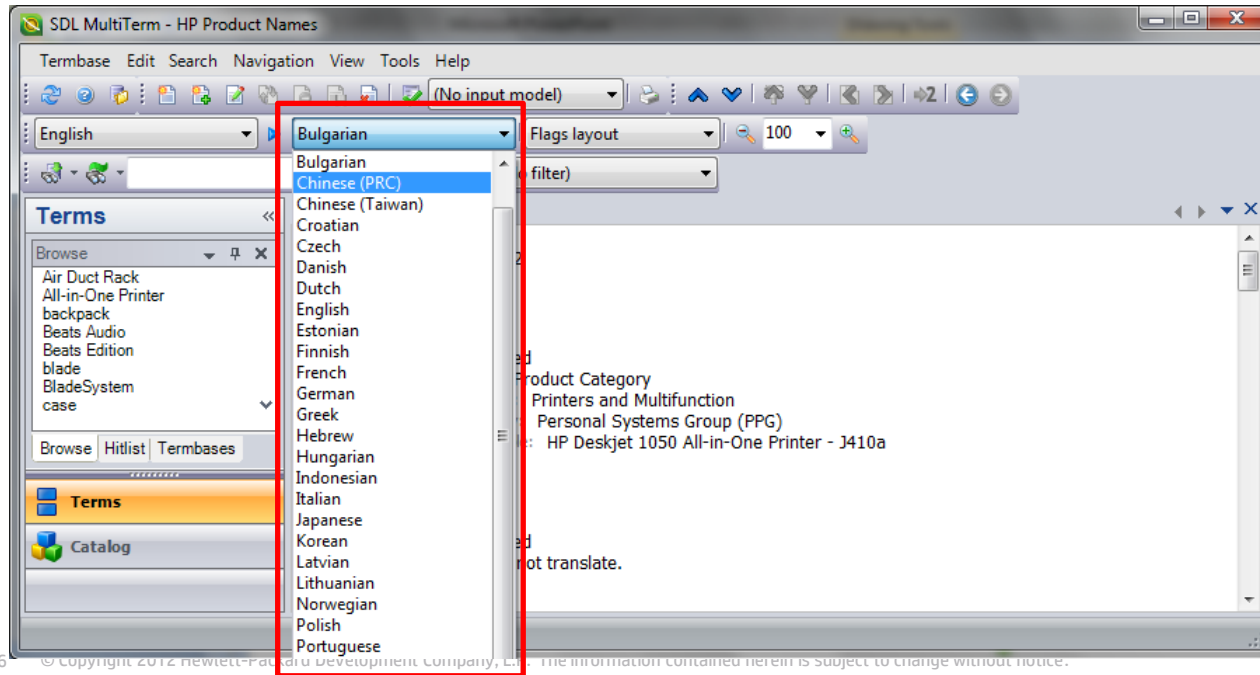 SDL MultiTerm - HP Product Names
Termbase Edit Search Navigation View Tools Help
(No input model)
2
English
Bulgarian
Flags layout
100
filter)
Terms
Browse
Air Duct Rack
All-in-One Printer
backpack
Beats Audio
Beats Edition
blade
BladeSystem
case
Browse Hitlist Termbases
Terms
Catalog
Bulgarian
Chinese (PRC)
Chinese (Taiwan)
Croatian
Czech
Danish
Dutch
English
Estonian
Finnish
French
German
Greek
Hebrew
Hungarian
Indonesian
Italian
Japanese
Korean
Latvian
Lithuanian
Norwegian
Polish
Portuguese
Product Category
Printers and Multifunction
Personal Systems Group (PPG)
HP Deskjet 1050 All-in-One Printer - J410a
not translate.
6 © Copyright 2012 Hewlett-Packard Development Company, L.P. The information contained herein is subject to change without notice.